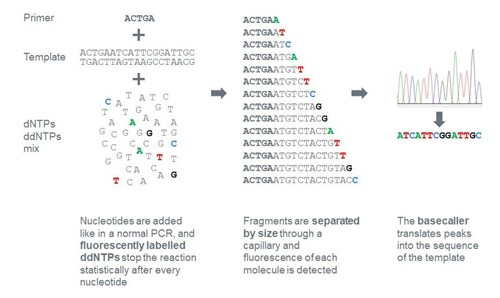 Primer
ACTGA
+
Template
ACTGAATCATTCGGATTGC
TGACTTAGTAAGCCTAACG
+
dNTPs
ddNTPs
mix
Nucleotides are added
like in a normal PCR, and
fluorescently labelled
ddNTPs stop the reaction
statistically after every
nucleotide
ACTGAA
ACTGAAT
ACTGAATC
ACTGAATGA
ACTGAATGTT
ACTGAATGTCT
ACTGAATGTCTC
ACTGAATGTCTAG
ACTGAATGTCTACG
ACTGAATGTCTACTA
ACTGAATGTCTACTGT
ACTGAATGTCTACTGTT
ACTGAATGTCTACTGTAG
ACTGAATGTCTACTGTACC
Fragments are separated
by size through a
capillary and
fluorescence of each
molecule is detected
ATCATTCGGATTGC
The basecaller
translates peaks
into the sequence of
the template